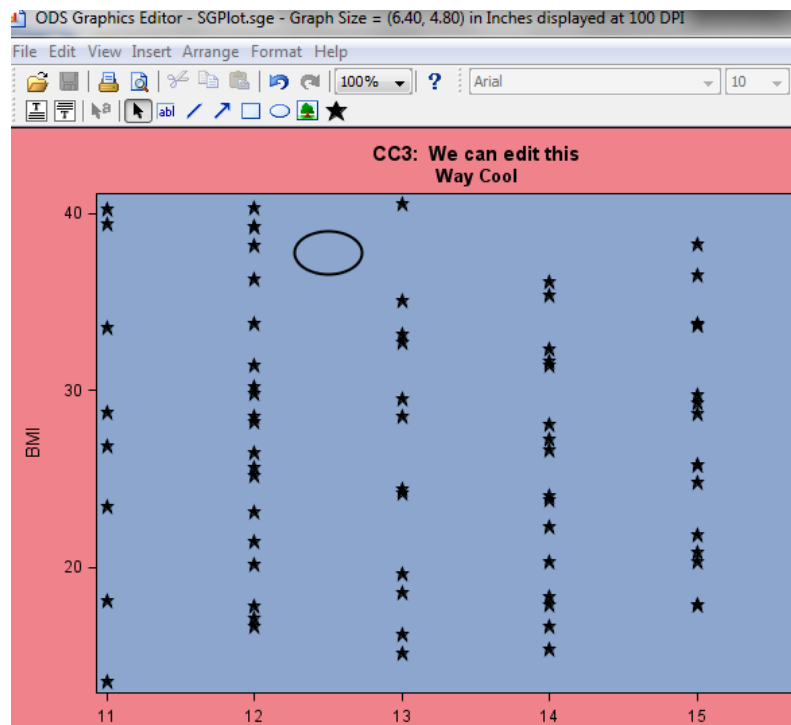 ODS Graphics Editor - SGPlot.sge - Graph Size = (6.40, 4.80) in Inches displayed at 100 DPI
File Edit View Insert Arrange Format Help
100% ? Arial 10
T T a abl
CC3: We can edit this
Way Cool
40
30
BMI
20
11 12 13 14 15